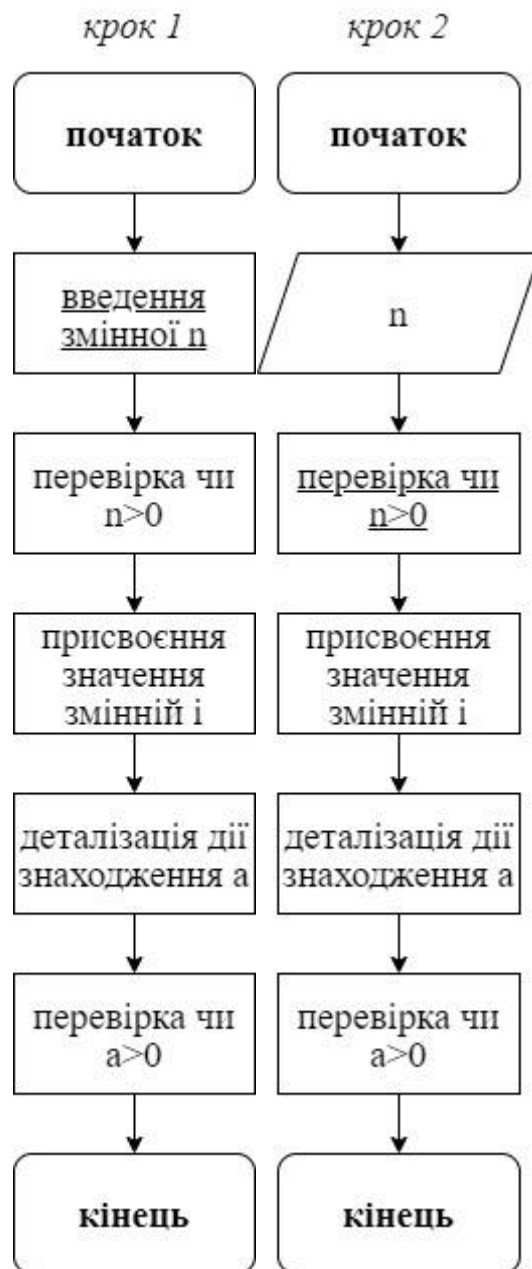 крок 1
початок
введення
змінної n
перевірка чи
n>0
присвоєння
значення
змінній і
деталізація дії
знаходження а
перевірка чи
а>0
кінець
крок 2
початок
n
перевірка чи
n>0
присвоєння
значення
змінній і
деталізація дії
знаходження а
перевірка чи
а>0
кінець